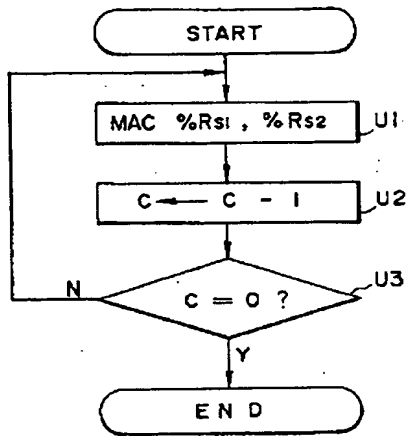 START
MAC %Rs1, %Rs2
U1
C ← C - 1
U2
C = 0 ?
U3
N
Y
END